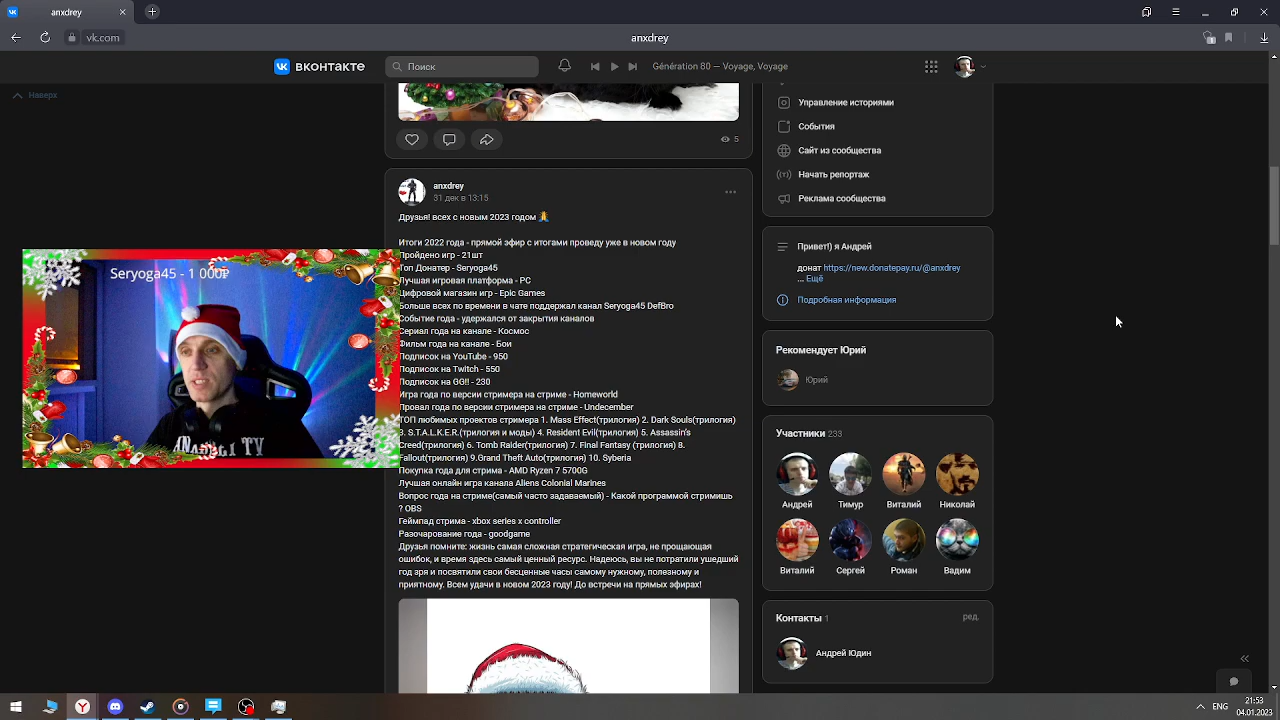 anxdrey
vk.com
anxdrey
вконтакте
Поиск
Génération 80 — Voyage, Voyage
Наверх
5
anxdrey
31 дек в 13:15
Друзья! всех с новым 2023 годом
Итоги 2022 года - прямой эфир с итогами проведу уже в новом году
Пройдено игр - 21шт
Топ Донатер - Seryoga45
Лучшая игровая платформа - PC
Цифровой магазин игр - Epic Games
Больше всех по времени в чате поддержал канал Seryoga45 DefBro
Событие года - удержался от закрытия каналов
Сериал года на канале - Космос
Фильм года на канале - Бои
Подписок на YouTube - 950
Подписок на Twitch - 550
Подписок на GG!! - 230
Игра года по версии стримера на стриме - Homeworld
Провал года по версии стримера на стриме - Undecember
ТОП любимых проектов стримера 1. Mass Effect(трилогия) 2. Dark Souls(трилогия)
3. S.T.A.L.K.E.R.(трилогия и моды) 4. Resident Evil(трилогия) 5. Assassin's
Creed(трилогия) 6. Tomb Raider(трилогия) 7. Final Fantasy (трилогия) 8.
Fallout(трилогия) 9.Grand Theft Auto(трилогия) 10. Syberia
Покупка года для стрима - AMD Ryzen 7 5700G
Лучшая онлайн игра канала Aliens Colonial Marines
Вопрос года на стриме(самый часто задаваемый) - Какой программой стримишь
? OBS
Геймпад стрима - xbox series x controller
Разочарование года - goodgame
Друзья помните: жизнь самая сложная стратегическая игра, не прощающая
ошибок, и время здесь самый ценный ресурс. Надеюсь, вы не потратили ушедший
год зря и посвятили свои бесценные часы самому нужному, полезному и
приятному. Всем удачи в новом 2023 году! До встречи на прямых эфирах!
Seryoga45 - 1 000₽
Управление историями
События
Сайт из сообщества
Начать репортаж
Реклама сообщества
Привет!) я Андрей
донат https://new.donatepay.ru/@anxdrey
... Ещё
Подробная информация
Рекомендует Юрий
Юрий
Участники 233
Андрей Тимур Виталий Николай
Виталий Сергей Роман Вадим
Контакты 1 ред.
Андрей Юдин
ENG
21:53
04.01.2023